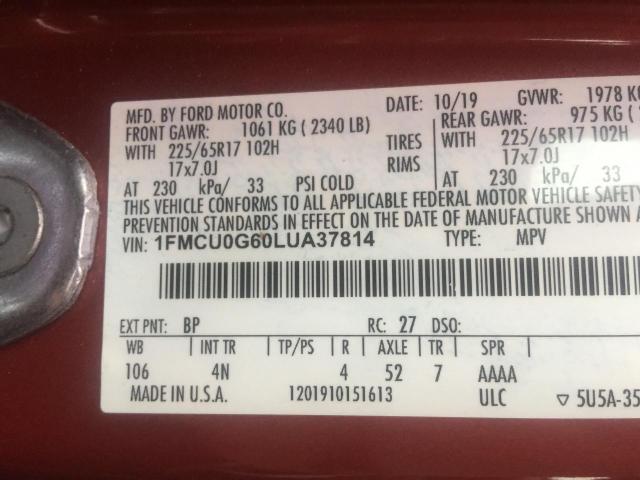 MFD. BY FORD MOTOR CO. DATE: 10/19 GVWR: 1978 KG
FRONT GAWR: 1061 KG ( 2340 LB) REAR GAWR: 975 KG (
WITH 225/65R17 102H TIRES WITH 225/65R17 102H
17x7.0J RIMS 17x7.0J
AT 230 kPa/ 33 PSI COLD AT 230 kPa/ 33
THIS VEHICLE CONFORMS TO ALL APPLICABLE FEDERAL MOTOR VEHICLE SAFETY
PREVENTION STANDARDS IN EFFECT ON THE DATE OF MANUFACTURE SHOWN
VIN: 1FMCU0G60LUA37814 TYPE: MPV
EXT PNT: BP RC: 27 DSO:
WB INT TR TP/PS R AXLE TR SPR
106 4N 4 52 7 AAAA
MADE IN U.S.A. 1201910151613 ULC ▽ 5U5A-35